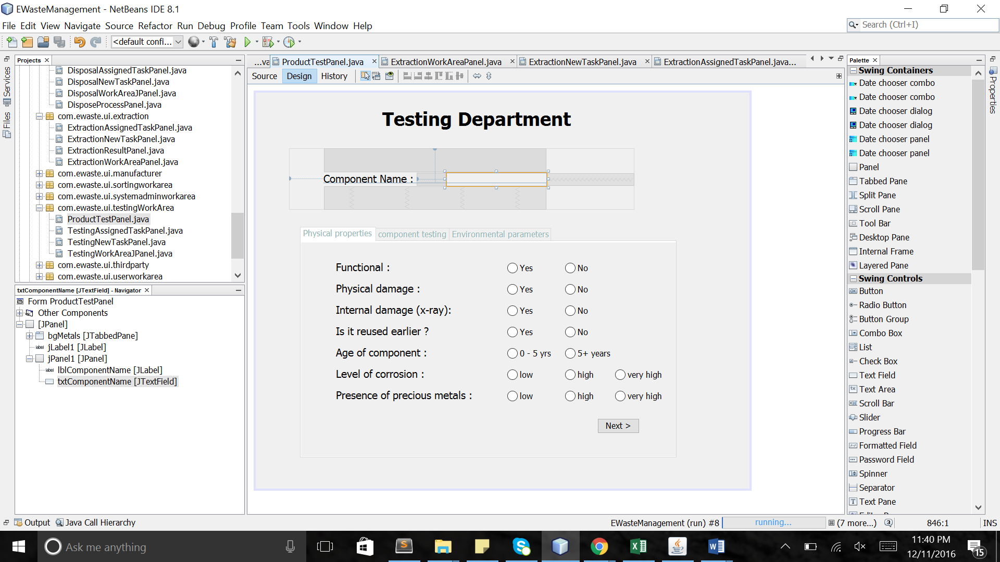 EWasteManagement - NetBeans IDE 8.1
File Edit View Navigate Source Refactor Run Debug Profile Team Tools Window Help
Search (Ctrl+I)
<default confi...
Projects
Services
Files
DisposalAssignedTaskPanel.java
DisposalNewTaskPanel.java
DisposalWorkAreaJPanel.java
DisposeProcessPanel.java
com.ewaste.ui.extraction
ExtractionAssignedTaskPanel.java
ExtractionNewTaskPanel.java
ExtractionResultPanel.java
ExtractionWorkAreaPanel.java
com.ewaste.ui.manufacturer
com.ewaste.ui.sortingworkarea
com.ewaste.ui.systemadminworkarea
com.ewaste.ui.testingWorkArea
ProductTestPanel.java
TestingAssignedTaskPanel.java
TestingNewTaskPanel.java
TestingWorkAreaJPanel.java
com.ewaste.ui.thirdparty
com.ewaste.ui.userworkarea
txtComponentName [JTextField] - Navigator
Form ProductTestPanel
Other Components
[JPanel]
bgMetals [JTabbedPane]
label jLabel1 [JLabel]
jPanel1 [JPanel]
label lblComponentName [JLabel]
txtComponentName [JTextField]
...va ProductTestPanel.java ExtractionWorkAreaPanel.java ExtractionNewTaskPanel.java ExtractionAssignedTaskPanel.java...
Source Design History
Testing Department
Component Name :
Physical properties component testing Environmental parameters
Functional : Yes No
Physical damage : Yes No
Internal damage (x-ray): Yes No
Is it reused earlier ? Yes No
Age of component : 0 - 5 yrs 5+ years
Level of corrosion : low high very high
Presence of precious metals : low high very high
Next >
Palette
Properties
Swing Containers
Date chooser combo
Date chooser combo
Date chooser dialog
Date chooser dialog
Date chooser panel
Date chooser panel
Panel
Tabbed Pane
Split Pane
Scroll Pane
Tool Bar
Desktop Pane
Internal Frame
Layered Pane
Swing Controls
Button
Radio Button
Button Group
Combo Box
List
Check Box
Text Field
Text Area
Scroll Bar
Slider
Progress Bar
Formatted Field
Password Field
Spinner
Separator
Text Pane
Output Java Call Hierarchy
EWasteManagement (run) #8 running... (7 more...) 3 846:1 INS
Ask me anything
11:40 PM
12/11/2016
15